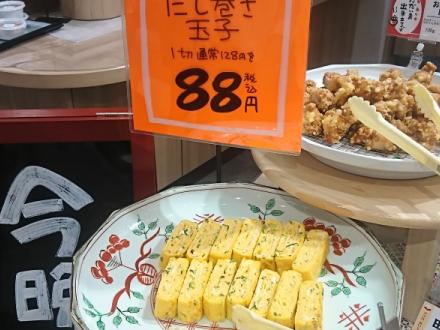 だし巻き
玉子
1切通常128円を
88税込円
今晩